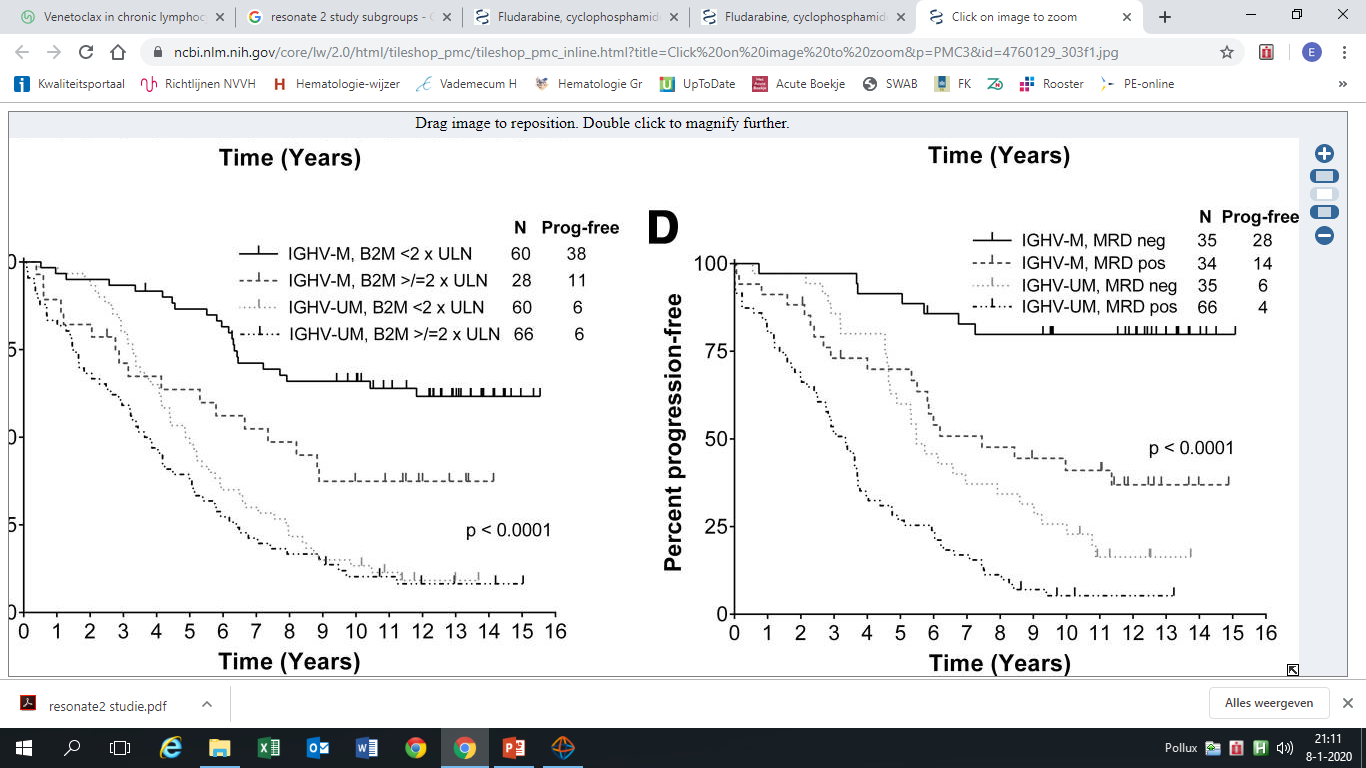 Venetoclax in chronic lymphoc
resonate 2 study subgroups - G
Fludarabine, cyclophosphamid
Fludarabine, cyclophosphamid
Click on image to zoom
ncbi.nlm.nih.gov/core/lw/2.0/html/tileshop_pmc/tileshop_pmc_inline.html?title=Click%20on%20image%20to%20zoom&p=PMC3&id=4760129_303f1.jpg
E
Kwaliteitsportaal
Richtlijnen NVVH
Hematologie-wijzer
Vademecum H
Hematologie Gr
UpToDate
Acute Boekje
SWAB
FK
Rooster
PE-online
Drag image to reposition. Double click to magnify further.
Time (Years)
N Prog-free
IGHV-M, B2M <2 x ULN 60 38
IGHV-M, B2M >/=2 x ULN 28 11
IGHV-UM, B2M <2 x ULN 60 6
IGHV-UM, B2M >/=2 x ULN 66 6
p < 0.0001
0 1 2 3 4 5 6 7 8 9 10 11 12 13 14 15 16
Time (Years)
Time (Years)
D
N Prog-free
IGHV-M, MRD neg 35 28
IGHV-M, MRD pos 34 14
IGHV-UM, MRD neg 35 6
IGHV-UM, MRD pos 66 4
Percent progression-free
100
75
50
25
0
p < 0.0001
0 1 2 3 4 5 6 7 8 9 10 11 12 13 14 15 16
Time (Years)
resonate2 studie.pdf
Alles weergeven
Pollux
21:11
8-1-2020